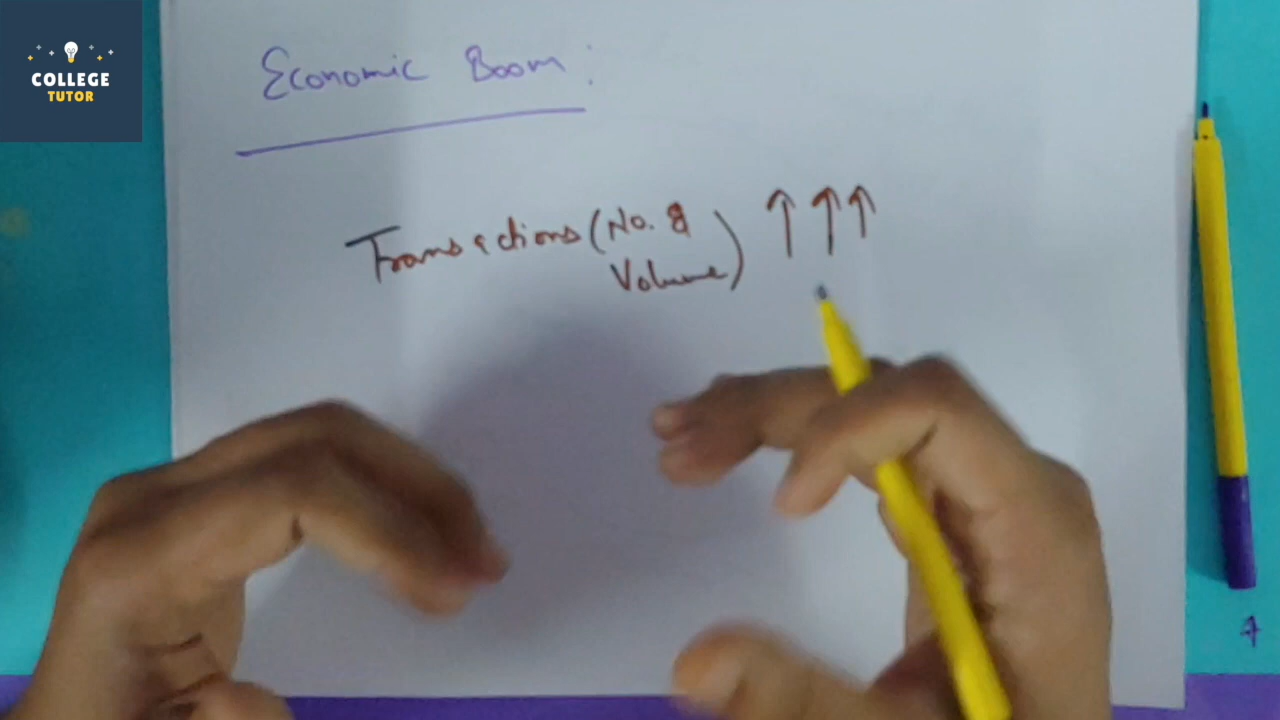 COLLEGE
TUTOR
Economic Boom:
Transactions (No. &
Volume) ↑ ↑ ↑